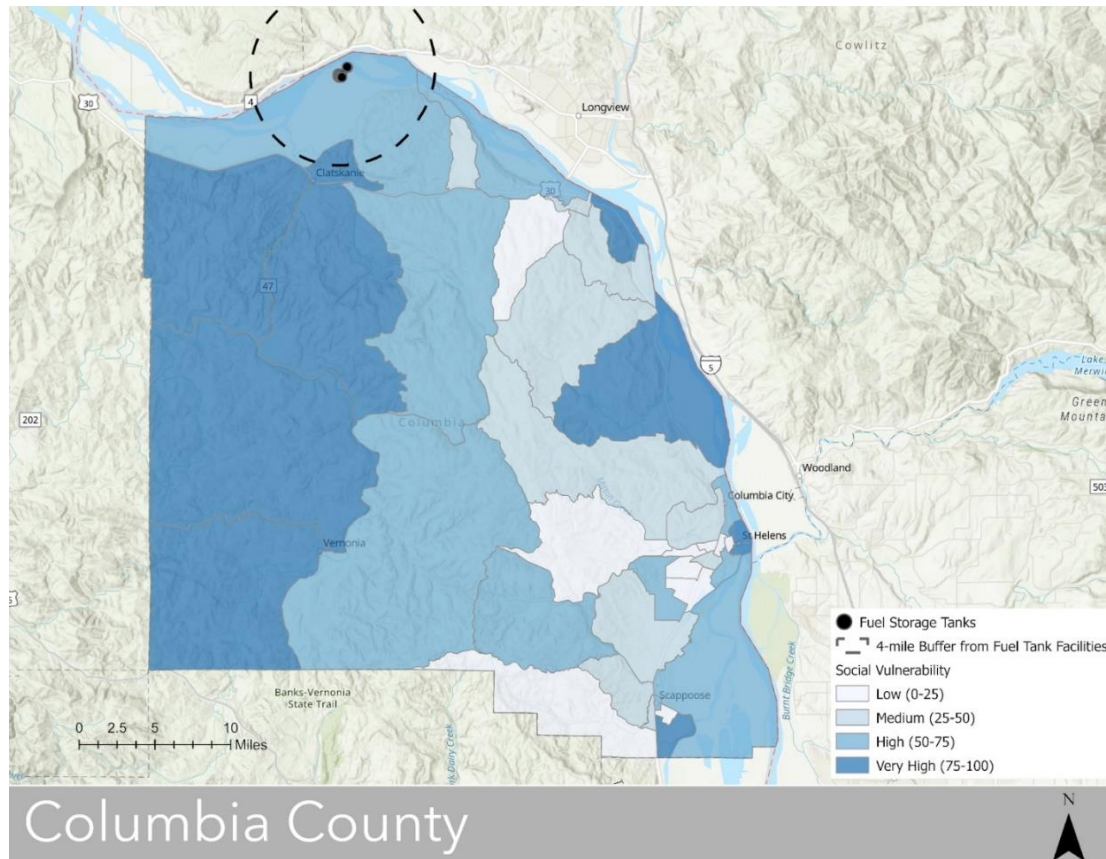 Cowlitz
30
4
Longview
Clatskanie
30
47
5
Lake
Merwin
Green
Mountain
Columbia
202
Woodland
503
Columbia City
St Helens
Vernonia
Scappoose
Burnt Bridge Creek
Banks-Vernonia
State Trail
Dairy Creek
0 2.5 5 10
Miles
Fuel Storage Tanks
4-mile Buffer from Fuel Tank Facilities
Social Vulnerability
Low (0-25)
Medium (25-50)
High (50-75)
Very High (75-100)
Columbia County
N